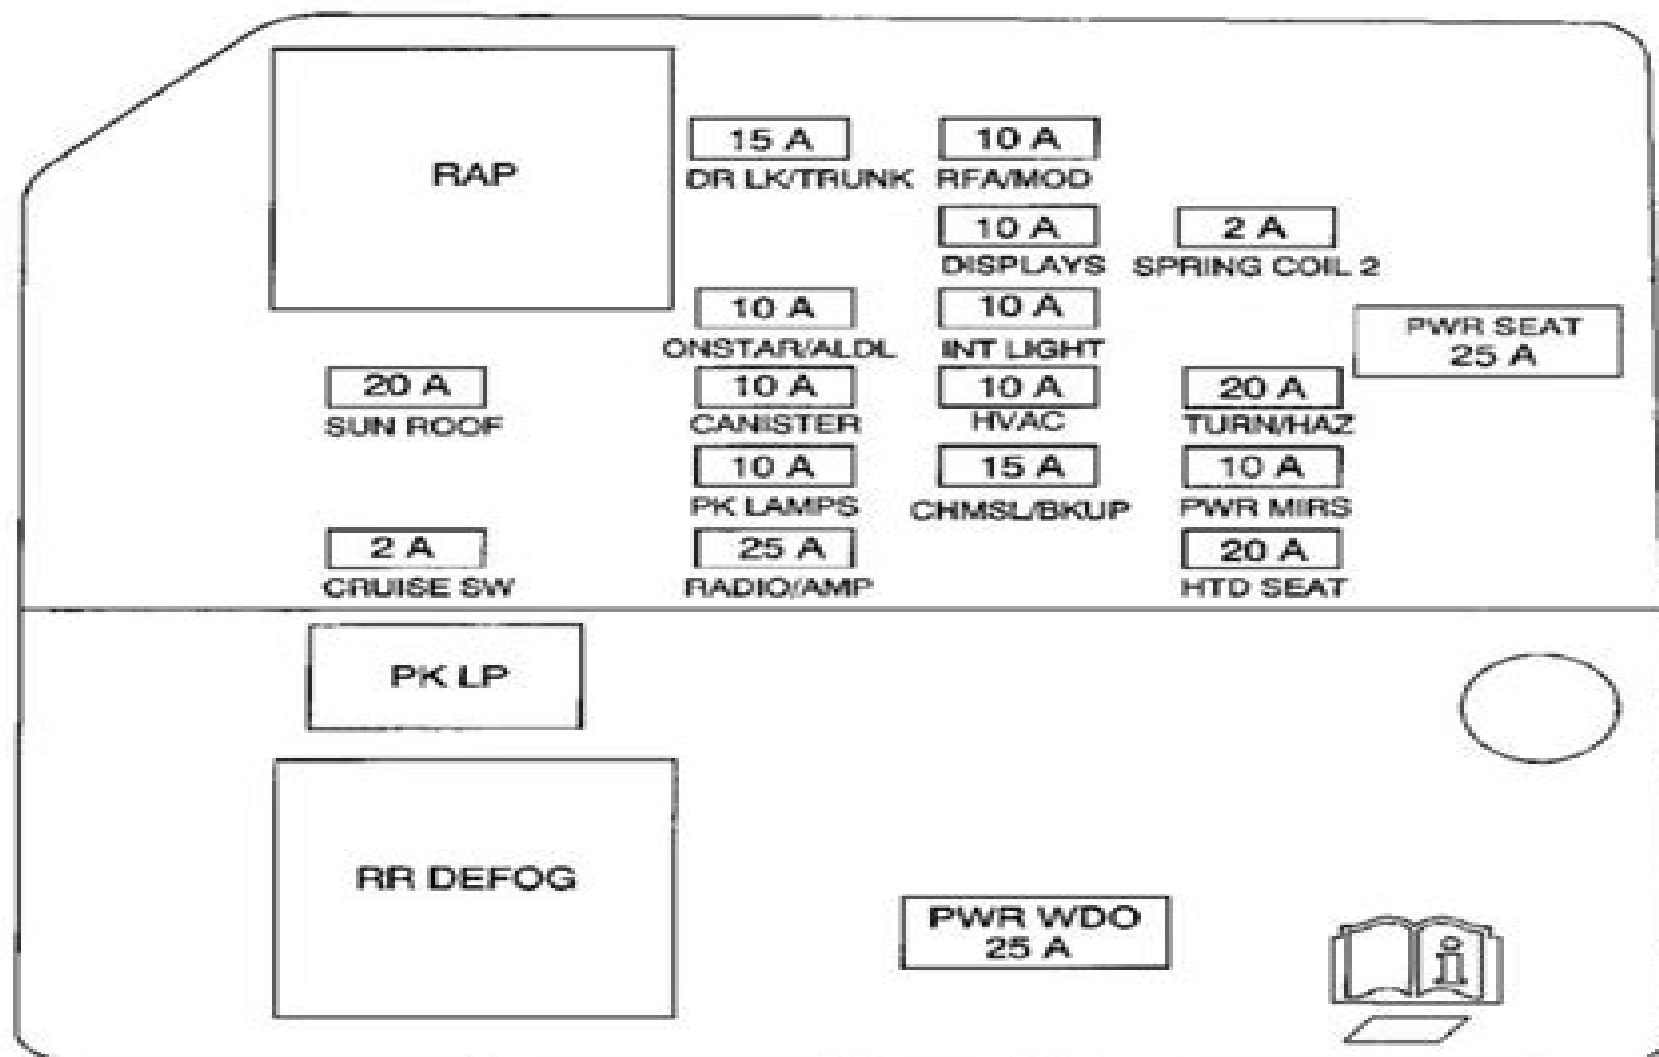 RAP
15 A
DR LK/TRUNK
10 A
RFA/MOD
10 A
DISPLAYS
2 A
SPRING COIL 2
10 A
ONSTAR/ALDL
10 A
INT LIGHT
PWR SEAT
25 A
20 A
SUN ROOF
10 A
CANISTER
10 A
HVAC
20 A
TURN/HAZ
10 A
PK LAMPS
15 A
CHMSL/BKUP
10 A
PWR MIRS
2 A
CRUISE SW
25 A
RADIO/AMP
20 A
HTD SEAT
PK LP
RR DEFOG
PWR WDO
25 A
i